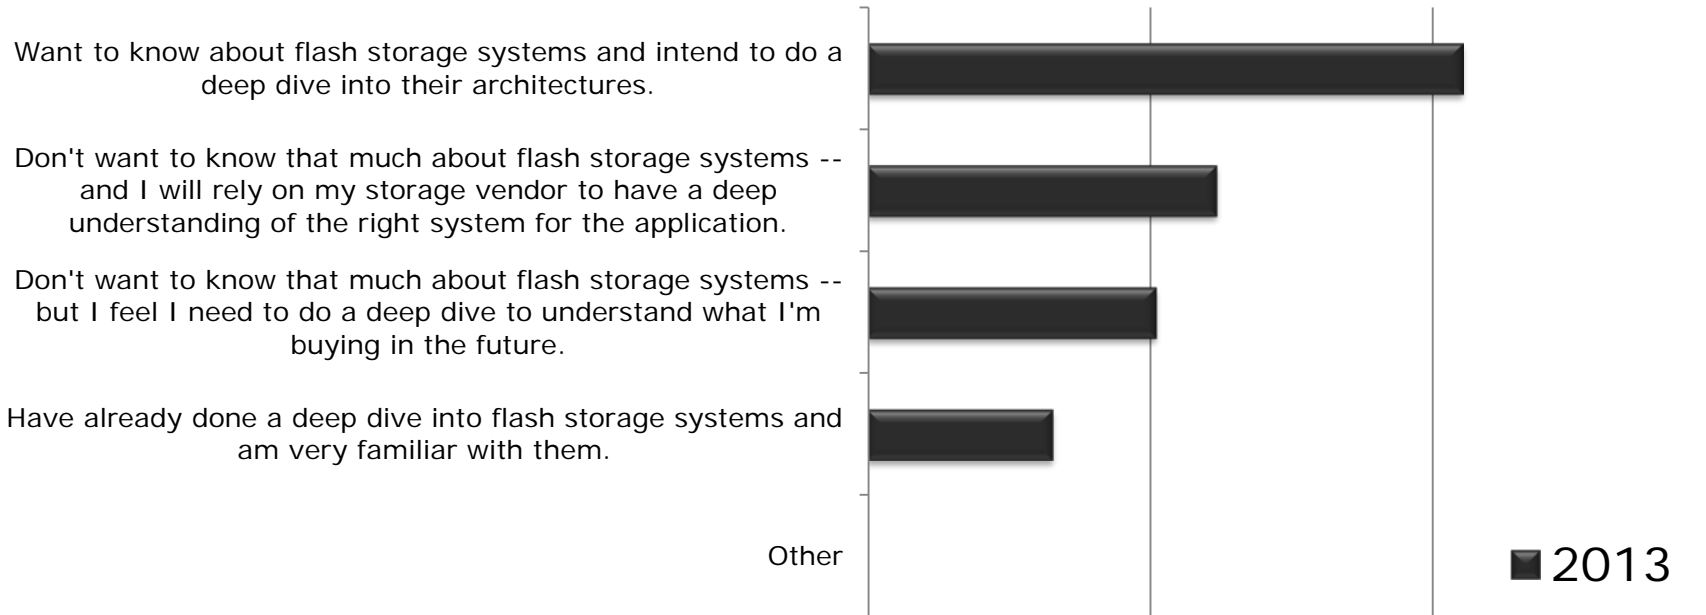 Want to know about flash storage systems and intend to do a
deep dive into their architectures.
Don't want to know that much about flash storage systems --
and I will rely on my storage vendor to have a deep
understanding of the right system for the application.
Don't want to know that much about flash storage systems --
but I feel I need to do a deep dive to understand what I'm
buying in the future.
Have already done a deep dive into flash storage systems and
am very familiar with them.
Other
2013